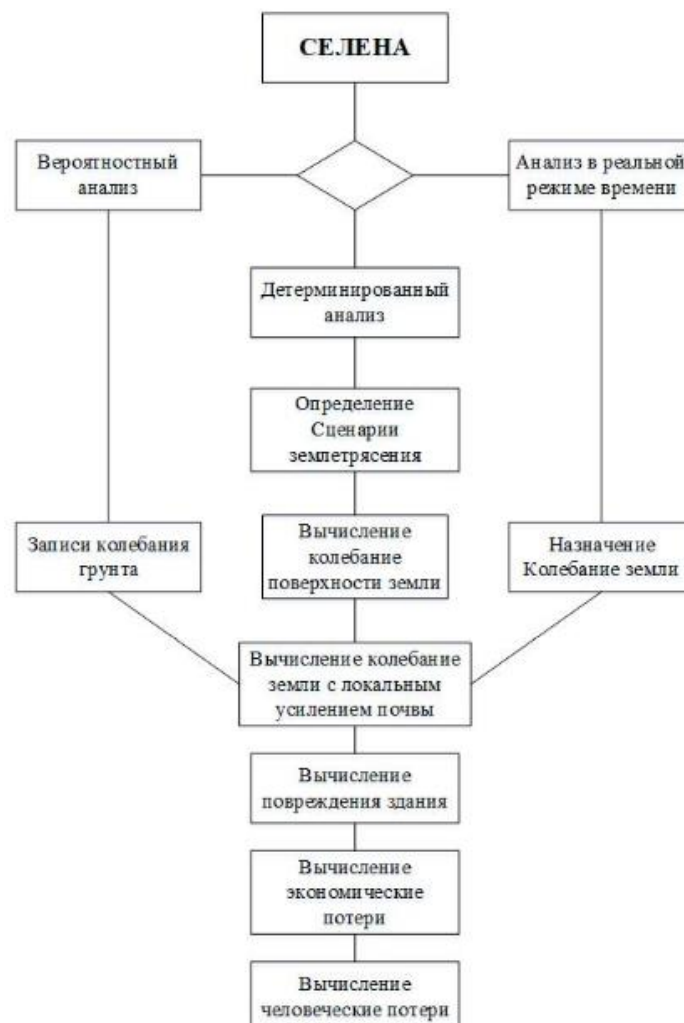 СЕЛЕНА
Вероятностный
анализ
Анализ в реальной
режиме времени
Детерминированный
анализ
Определение
Сценарии
землетрясения
Записи колебания
грунта
Вычисление
колебание
поверхности земли
Назначение
Колебание земли
Вычисление колебание
земли с локальным
усилением почвы
Вычисление
повреждения здания
Вычисление
экономические
потери
Вычисление
человеческие потери